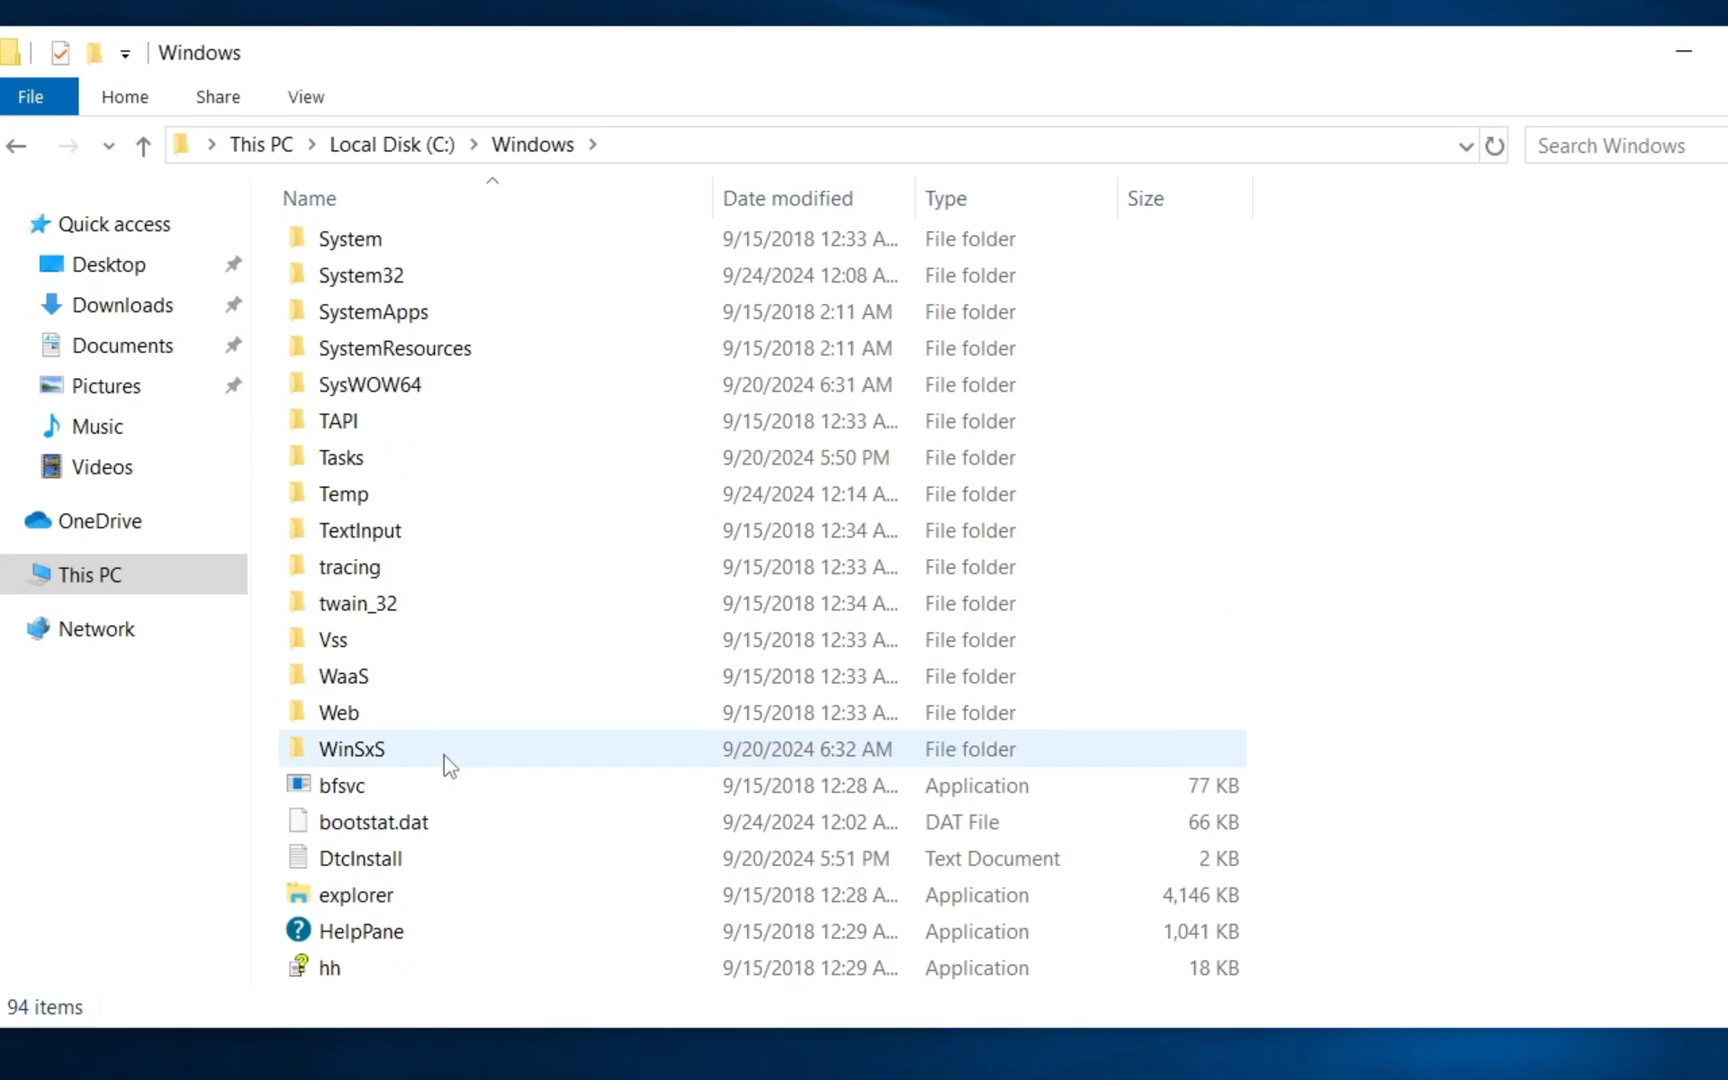 Windows
File Home Share View
This PC Local Disk (C:) Windows
Search Windows
Name Date modified Type Size
Quick access
Desktop
Downloads
Documents
Pictures
Music
Videos
OneDrive
This PC
Network
System 9/15/2018 12:33 A... File folder
System32 9/24/2024 12:08 A... File folder
SystemApps 9/15/2018 2:11 AM File folder
SystemResources 9/15/2018 2:11 AM File folder
SysWOW64 9/20/2024 6:31 AM File folder
TAPI 9/15/2018 12:33 A... File folder
Tasks 9/20/2024 5:50 PM File folder
Temp 9/24/2024 12:14 A... File folder
TextInput 9/15/2018 12:34 A... File folder
tracing 9/15/2018 12:33 A... File folder
twain_32 9/15/2018 12:34 A... File folder
Vss 9/15/2018 12:33 A... File folder
WaaS 9/15/2018 12:33 A... File folder
Web 9/15/2018 12:33 A... File folder
WinSxS 9/20/2024 6:32 AM File folder
bfsvc 9/15/2018 12:28 A... Application 77 KB
bootstat.dat 9/24/2024 12:02 A... DAT File 66 KB
DtcInstall 9/20/2024 5:51 PM Text Document 2 KB
explorer 9/15/2018 12:28 A... Application 4,146 KB
HelpPane 9/15/2018 12:29 A... Application 1,041 KB
hh 9/15/2018 12:29 A... Application 18 KB
94 items